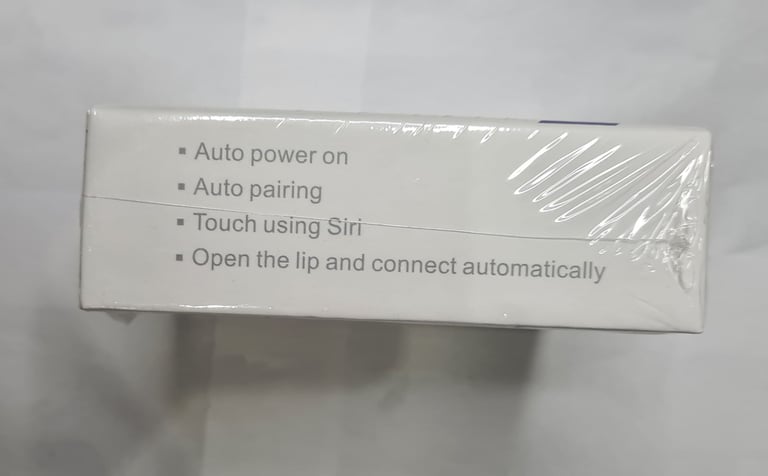 ▪ Auto power on
▪ Auto pairing
▪ Touch using Siri
▪ Open the lip and connect automatically